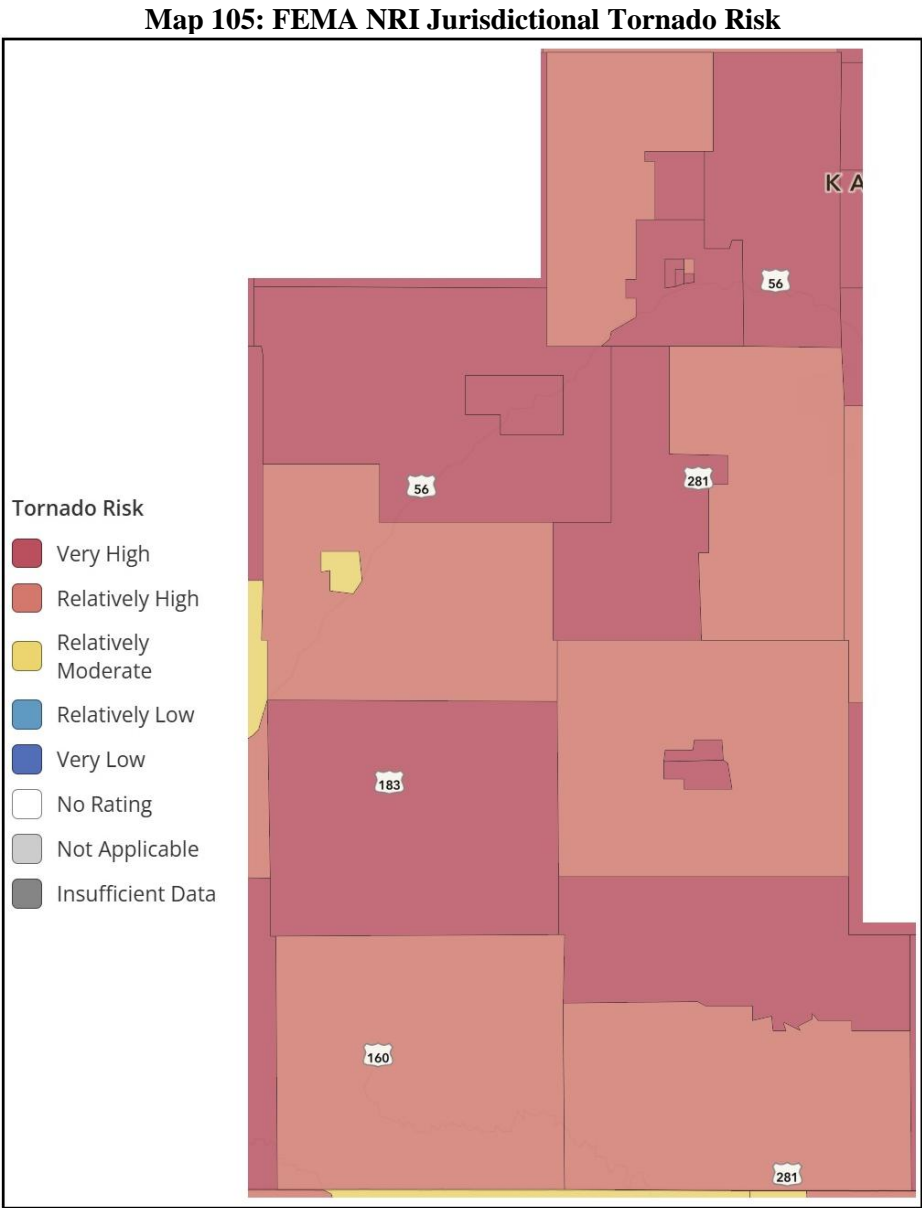 Map 105: FEMA NRI Jurisdictional Tornado Risk
K A
56
56
281
Tornado Risk
Very High
Relatively High
Relatively
Moderate
Relatively Low
Very Low
No Rating
Not Applicable
Insufficient Data
183
160
281